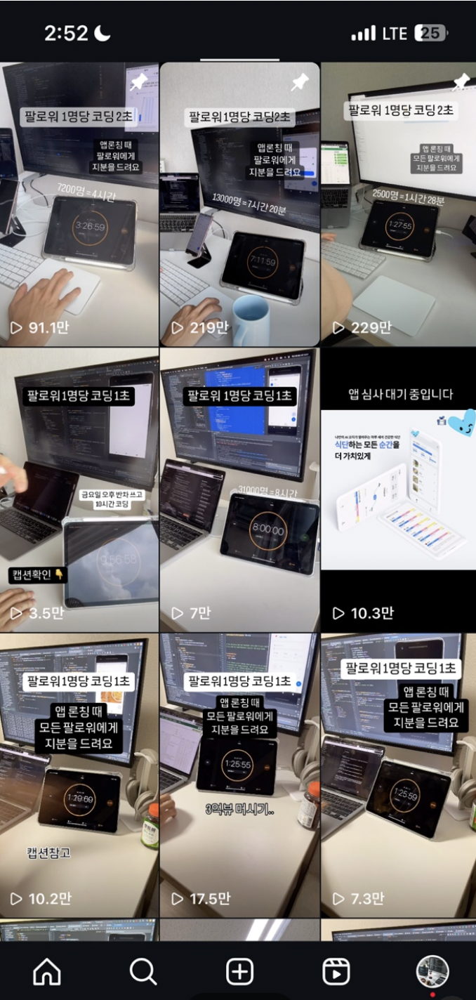 2:52
LTE 25
팔로워 1명당 코딩 2초
앱론칭 때
팔로워에게
지분을 드려요
7200명 = 4시간
3:26:59
91.1만
팔로워 1명당 코딩2초
앱론칭 때
모든 팔로워에게
지분을 드려요
13000명 = 7시간 20분
7:11:59
219만
팔로워 1명당 코딩2초
앱 론칭 때
모든 팔로워에게
지분을 드려요
2500명 = 1시간 28분
1:27:55
229만
팔로워 1명당 코딩 1초
금요일 오후 반차 쓰고
10시간 코딩
9:56:58
캡션확인 👇
3.5만
팔로워 1명당 코딩1초
31000명 = 8시간
8:00:00
7만
앱 심사 대기 중입니다
식단하는 모든 순간을
더 가치있게
10.3만
팔로워 1명당 코딩 1초
앱 론칭 때
모든 팔로워에게
지분을 드려요
1:29:69
캡션참고
10.2만
팔로워 1명당 코딩 1초
앱 론칭 때
모든 팔로워에게
지분을 드려요
1:25:55
3억뷰 머시기..
17.5만
팔로워 1명당 코딩 1초
앱 론칭 때
모든 팔로워에게
지분을 드려요
1:25:59
7.3만